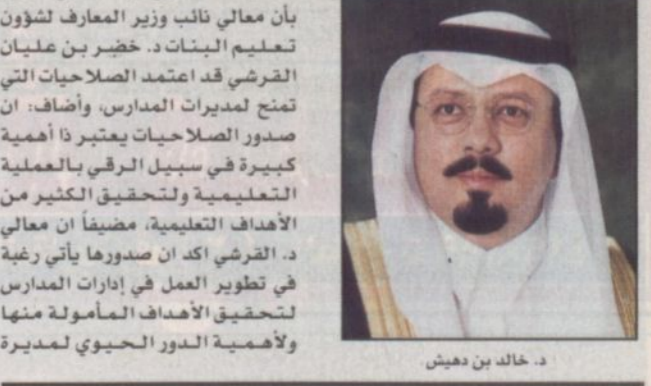 بأن معالي نائب وزير المعارف لشؤون
تعليم البنات د. خضر بن عليان
القرشي قد اعتمد الصلاحيات التي
تمنح لمديرات المدارس، وأضاف: ان
صدور الصلاحيات يعتبر ذا أهمية
كبيرة في سبيل الرقي بالعملية
التعليمية ولتحقيق الكثير من
الأهداف التعليمية، مضيفاً ان معالي
د. القرشي اكد ان صدورها يأتي رغبة
في تطوير العمل في إدارات المدارس
لتحقيق الأهداف المأمولة منها
ولأهمية الدور الحيوي لمديرة
د. خالد بن دهيش